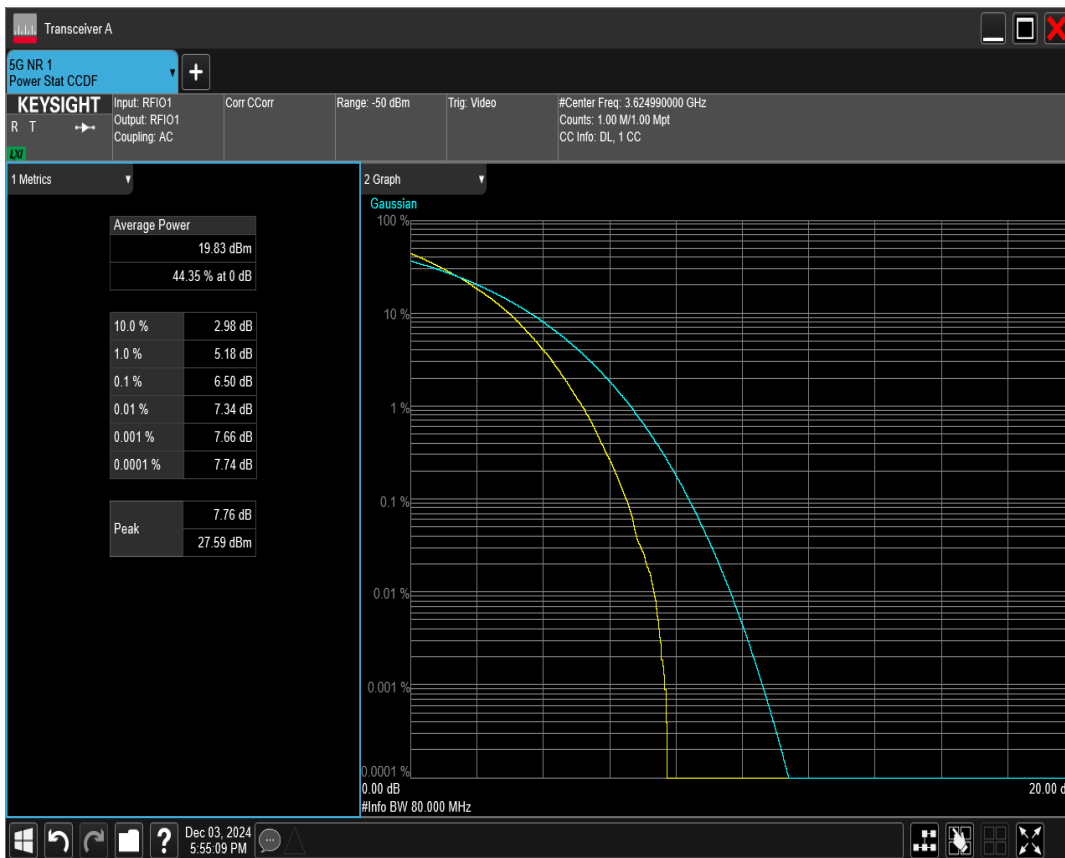 Transceiver A
5G NR 1
Power Stat CCDF
KEYSIGHT
R T
LXI
Input: RFIO1
Output: RFIO1
Coupling: AC
Corr CCorr
Range: -50 dBm
Trig: Video
#Center Freq: 3.624990000 GHz
Counts: 1.00 M/1.00 Mpt
CC Info: DL, 1 CC
1 Metrics
Average Power
19.83 dBm
44.35 % at 0 dB
10.0 % 2.98 dB
1.0 % 5.18 dB
0.1 % 6.50 dB
0.01 % 7.34 dB
0.001 % 7.66 dB
0.0001 % 7.74 dB
Peak 7.76 dB
27.59 dBm
2 Graph
Gaussian
100 %
10 %
1 %
0.1 %
0.01 %
0.001 %
0.0001 %
0.00 dB 20.00 d
#Info BW 80.000 MHz
Dec 03, 2024
5:55:09 PM